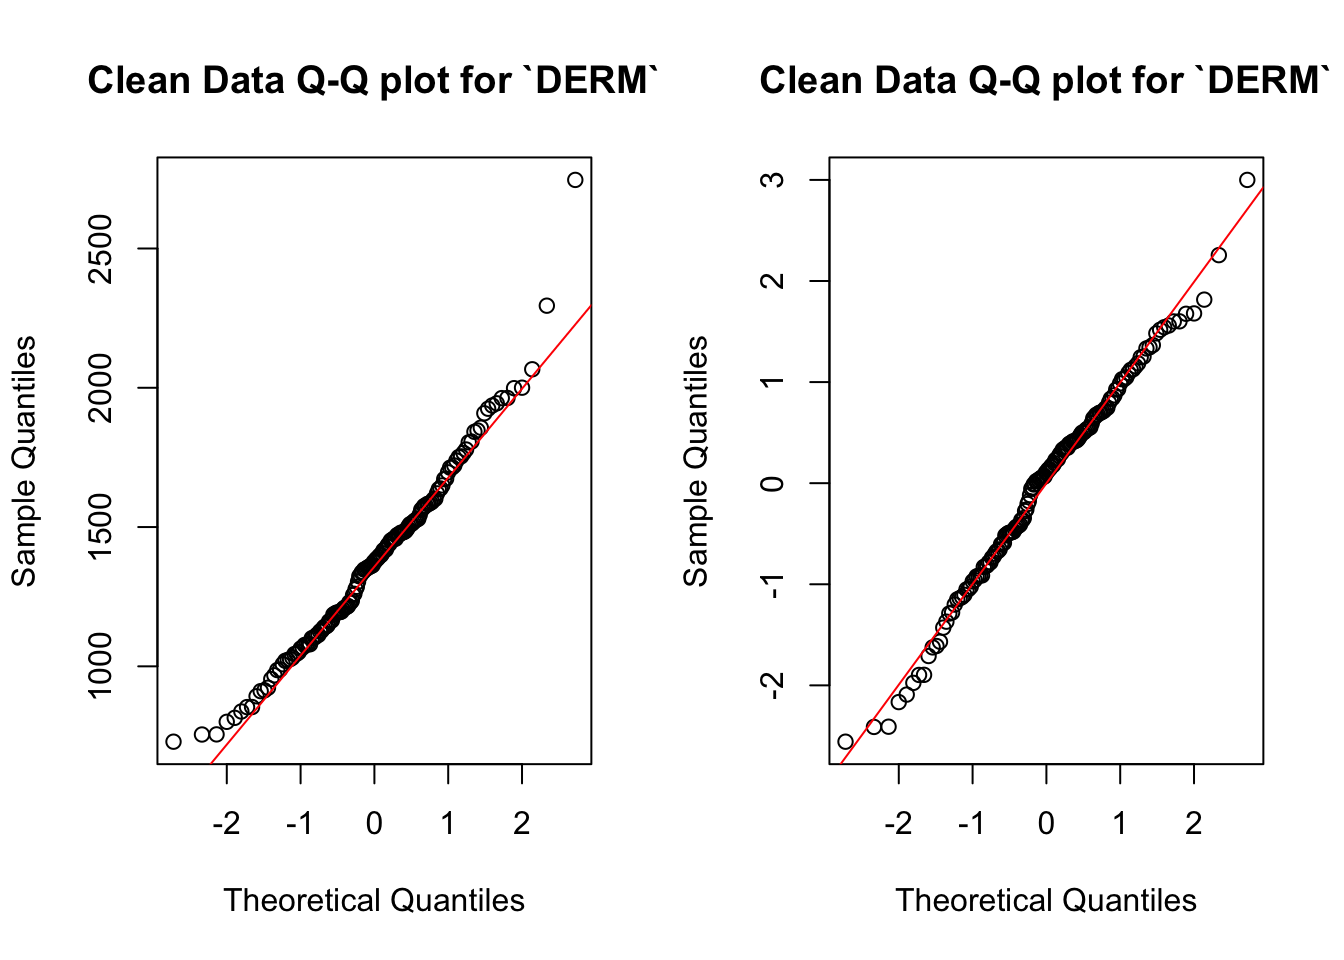 Clean Data Q-Q plot for `DERM`
Sample Quantiles
2500
2000
1500
1000
-2 -1 0 1 2
Theoretical Quantiles
Clean Data Q-Q plot for `DERM`
Sample Quantiles
3
2
1
0
-1
-2
-2 -1 0 1 2
Theoretical Quantiles